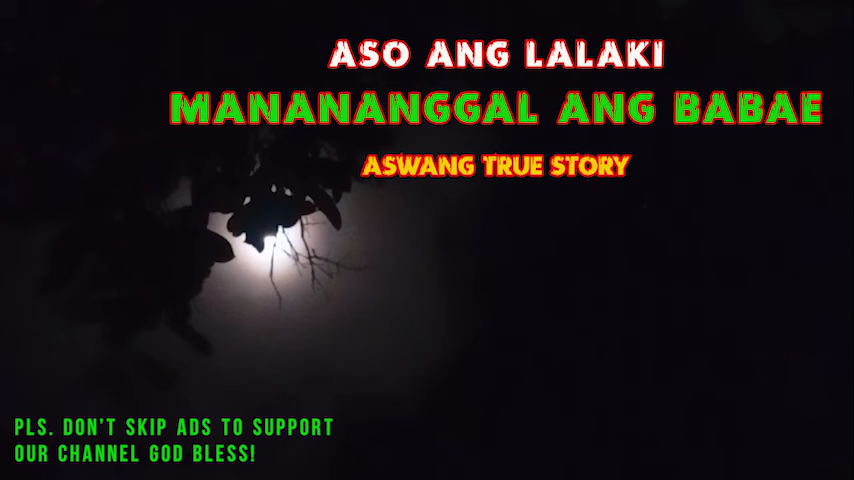 ASO ANG LALAKI
MANANANGGAL ANG BABAE
ASWANG TRUE STORY
PLS. DON'T SKIP ADS TO SUPPORT
OUR CHANNEL GOD BLESS!